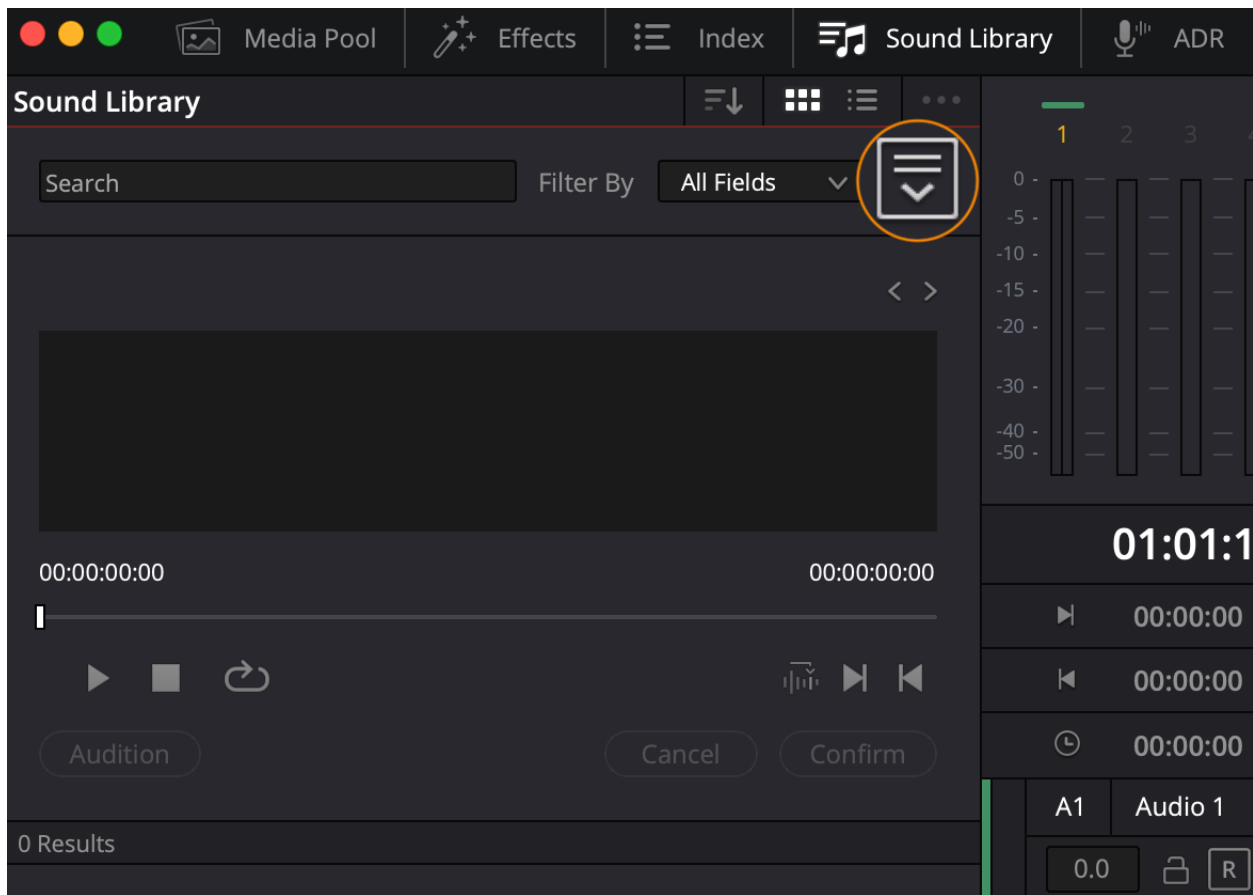 Media Pool Effects Index Sound Library ADR
Sound Library
1 2 3
Search Filter By All Fields
0 -
-5 -
-10 -
-15 -
-20 -
-30 -
-40 -
-50 -
01:01:1
00:00:00:00 00:00:00:00
00:00:00
00:00:00
00:00:00
Audition Cancel Confirm
A1 Audio 1
0 Results
0.0 R